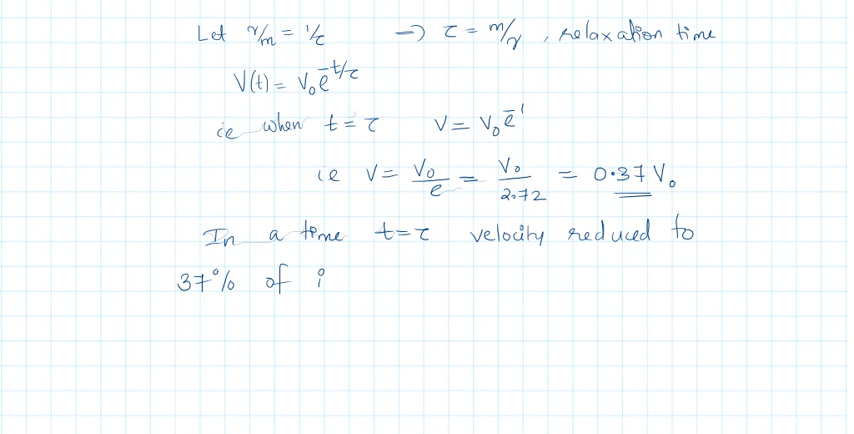 Let γ/m = 1/τ → τ = m/γ, relaxation time
V(t) = V₀e^-t/τ
ie when t = τ V = V₀e^-1
ie V = V₀/e = V₀/2.72 = 0.37 V₀
In a time t=τ velocity reduced to
37% of i